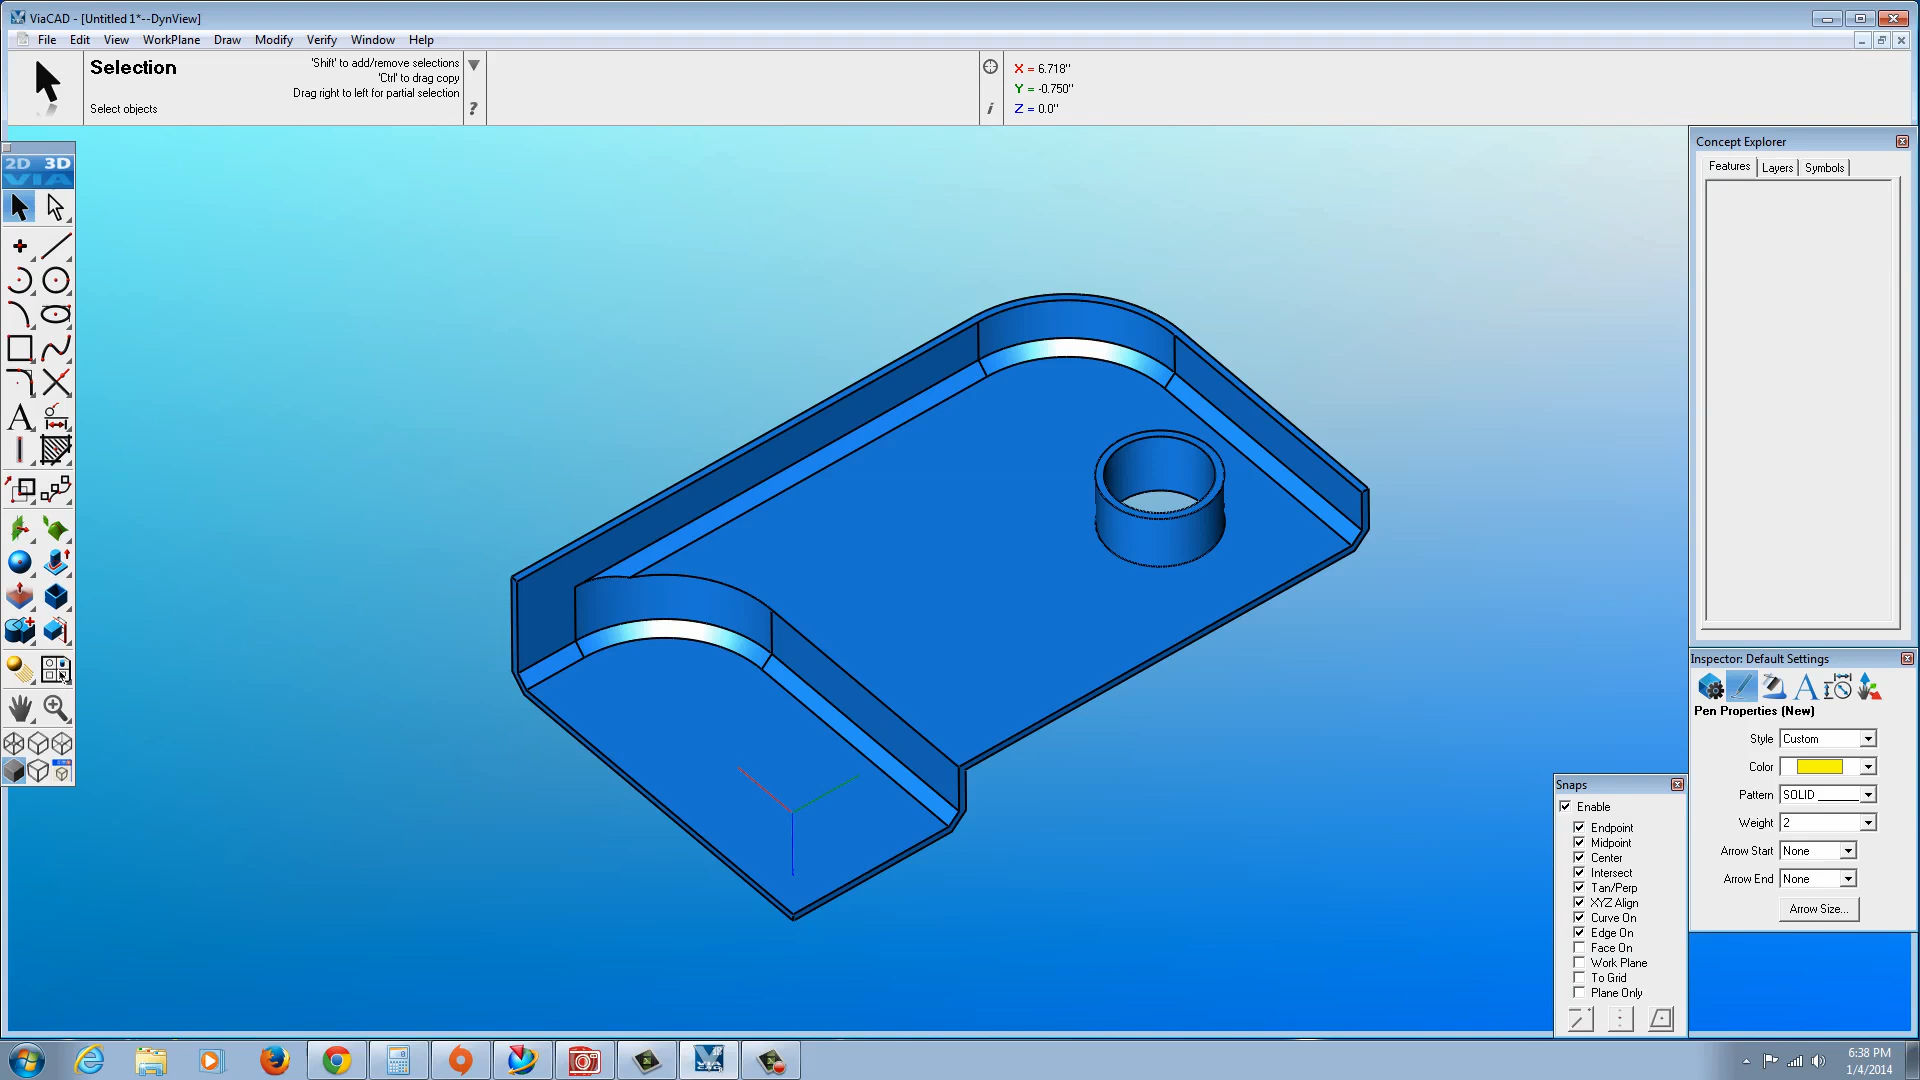 ViaCAD - [Untitled 1*--DynView]
File Edit View WorkPlane Draw Modify Verify Window Help
Selection
'Shift' to add/remove selections
'Ctrl' to drag copy
Drag right to left for partial selection
Select objects
?
i
X = 6.718"
Y = -0.750"
Z = 0.0"
2D 3D
VIA
A
Concept Explorer
Features Layers Symbols
Inspector: Default Settings
A
Pen Properties (New)
Style Custom
Color
Pattern SOLID
Weight 2
Arrow Start None
Arrow End None
Arrow Size...
Snaps
Enable
Endpoint
Midpoint
Center
Intersect
Tan/Perp
XYZ Align
Curve On
Edge On
Face On
Work Plane
To Grid
Plane Only
6:38 PM
1/4/2014